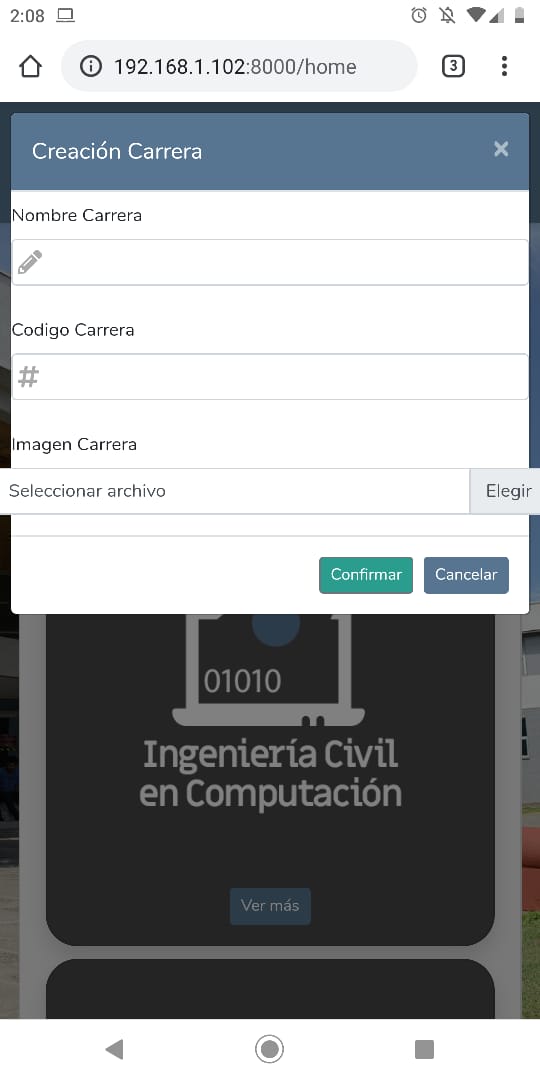 2:08
192.168.1.102:8000/home
3
Creación Carrera
×
Nombre Carrera
Codigo Carrera
#
Imagen Carrera
Seleccionar archivo Elegir
Confirmar Cancelar
01010
Ingeniería Civil
en Computación
Ver más